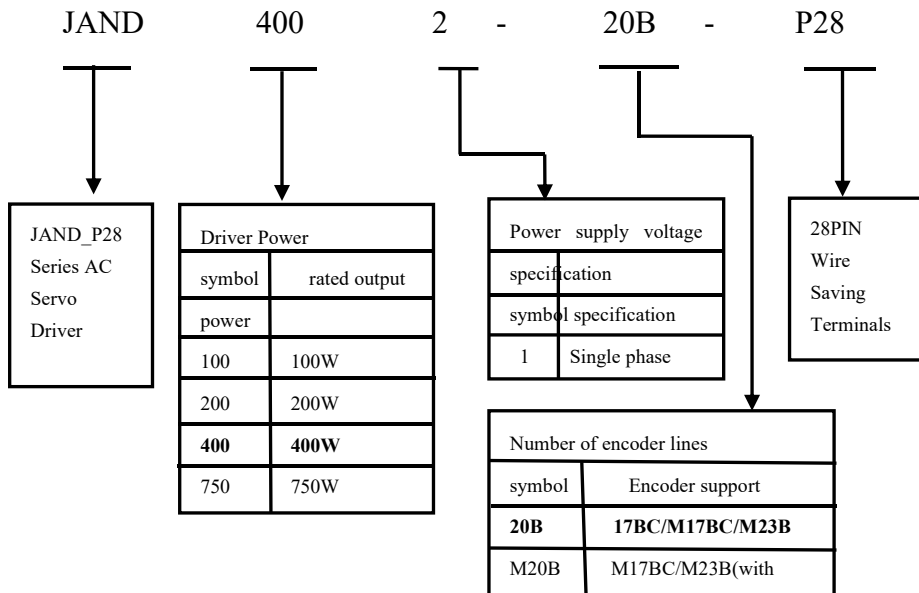 JAND 400 2 - 20B - P28
JAND_P28
Series AC
Servo
Driver
Driver Power
symbol rated output
power
100 100W
200 200W
400 400W
750 750W
Power supply voltage
specification
symbol specification
1 Single phase
28PIN
Wire
Saving
Terminals
Number of encoder lines
symbol Encoder support
20B 17BC/M17BC/M23B
M20B M17BC/M23B(with